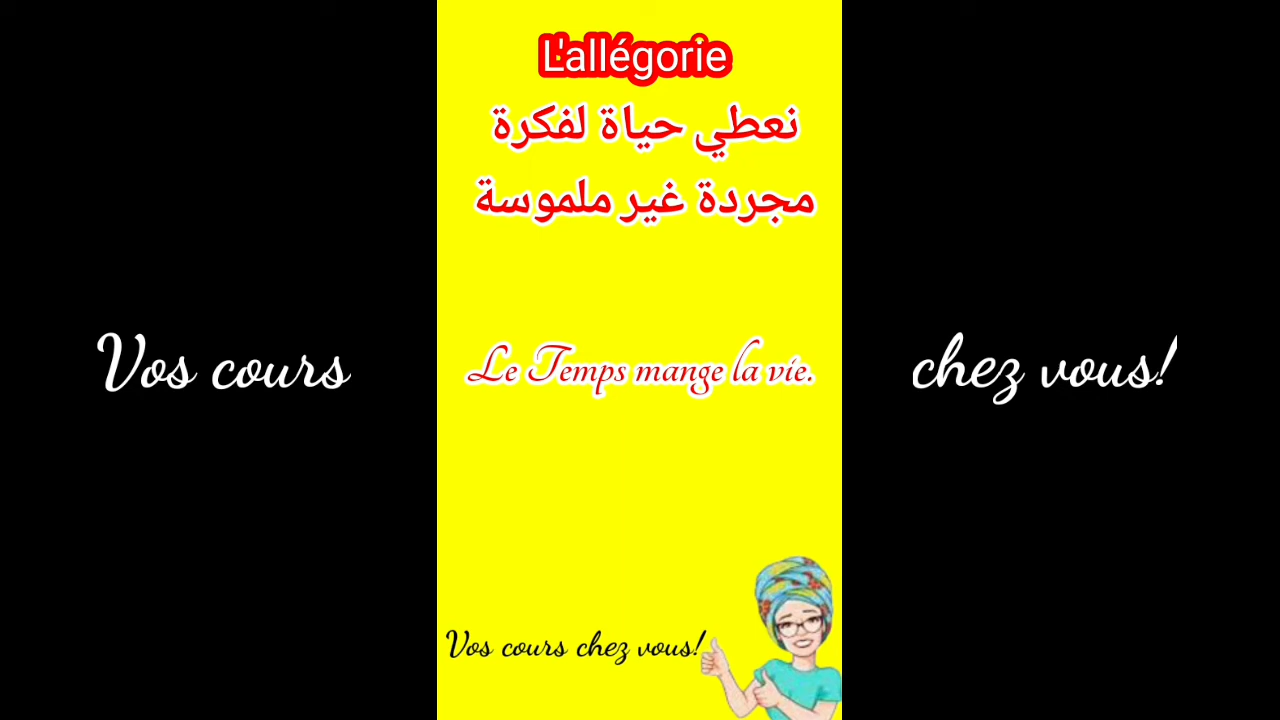 L'allégorie
نعطي حياة لفكرة
مجردة غير ملموسة
Vos cours
Le Temps mange la vie.
chez vous!
Vos cours chez vous!